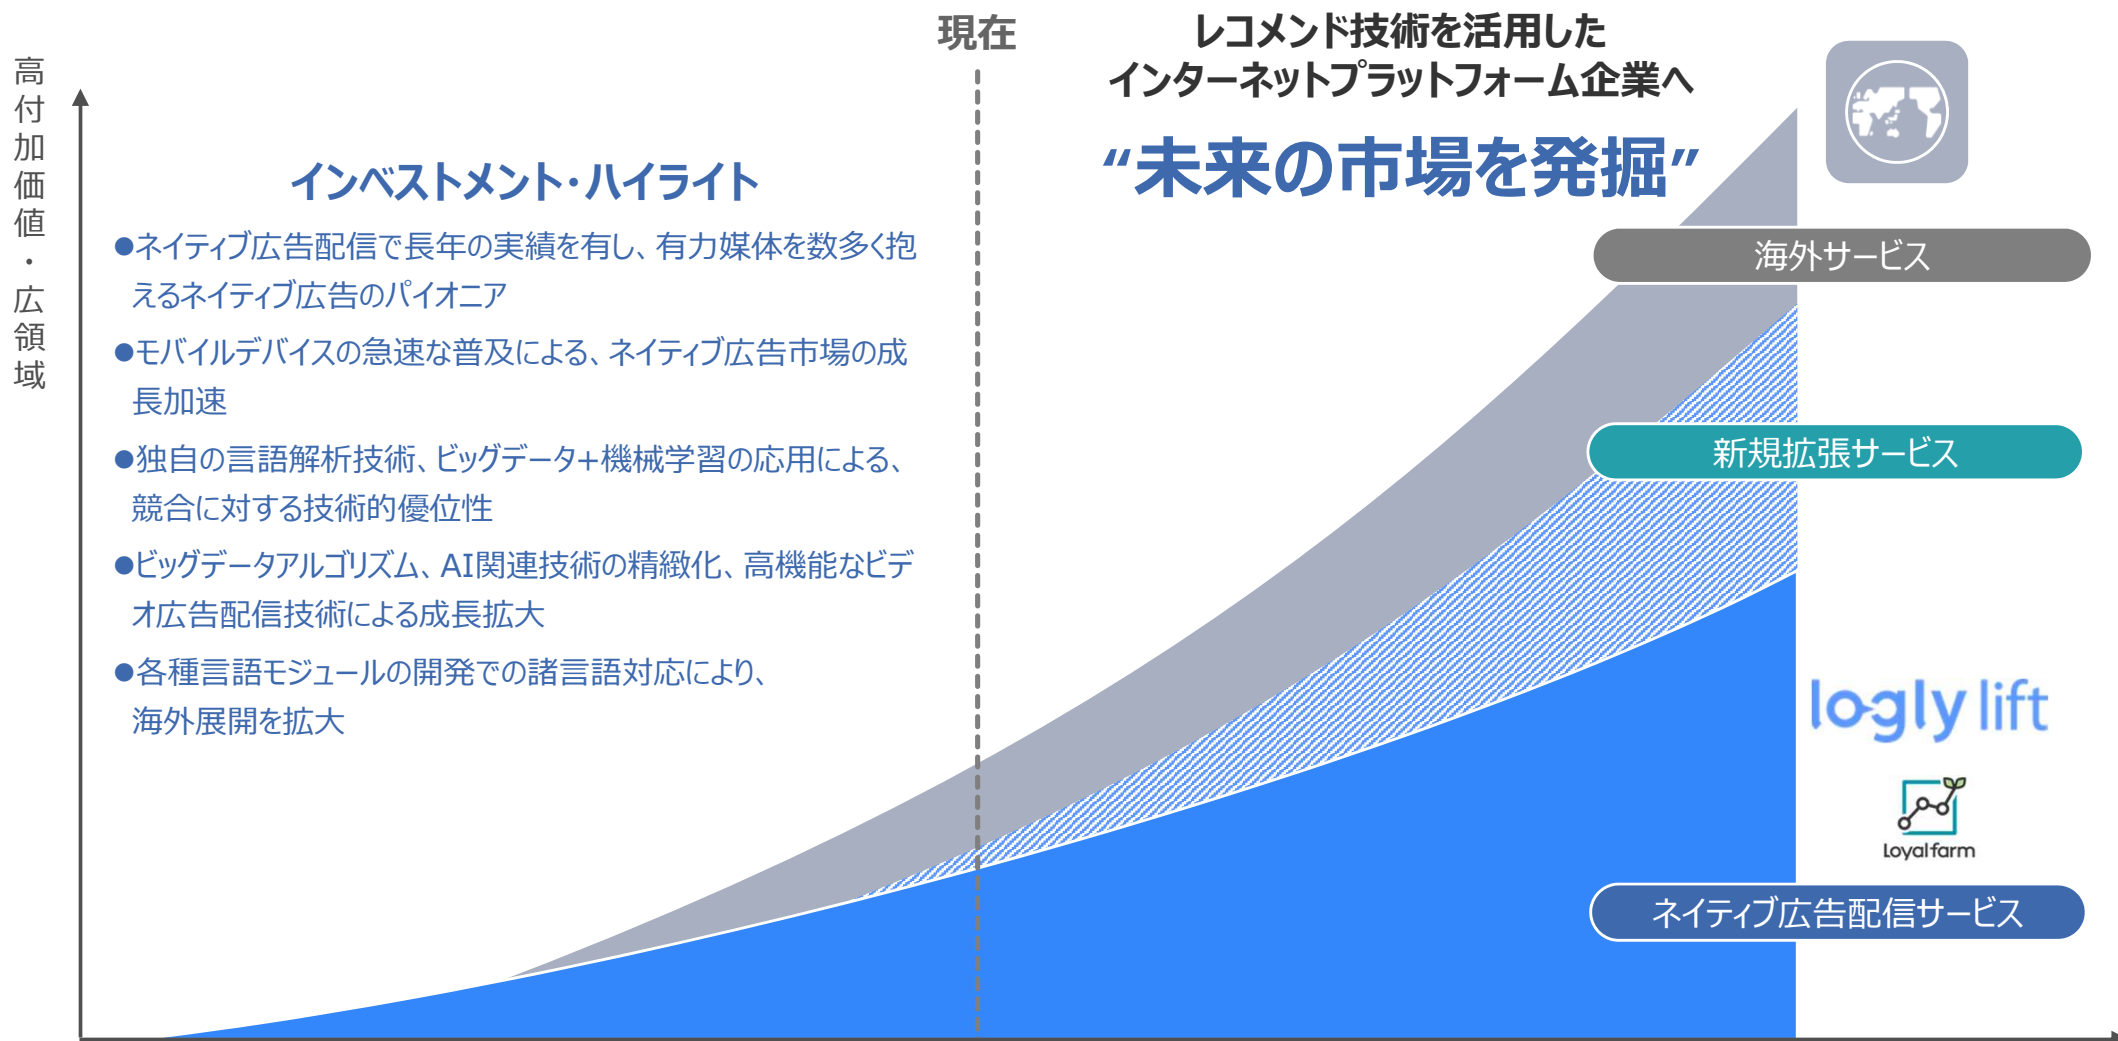 現在
レコメンド技術を活用した
インターネットプラットフォーム企業へ
“未来の市場を発掘”
高付加価値・広領域
インベストメント・ハイライト
●ネイティブ広告配信で長年の実績を有し、有力媒体を数多く抱
えるネイティブ広告のパイオニア
●モバイルデバイスの急速な普及による、ネイティブ広告市場の成
長加速
●独自の言語解析技術、ビッグデータ+機械学習の応用による、
競合に対する技術的優位性
●ビッグデータアルゴリズム、AI関連技術の精緻化、高機能なビデ
オ広告配信技術による成長拡大
●各種言語モジュールの開発での諸言語対応により、
海外展開を拡大
海外サービス
新規拡張サービス
logly lift
Loyalfarm
ネイティブ広告配信サービス